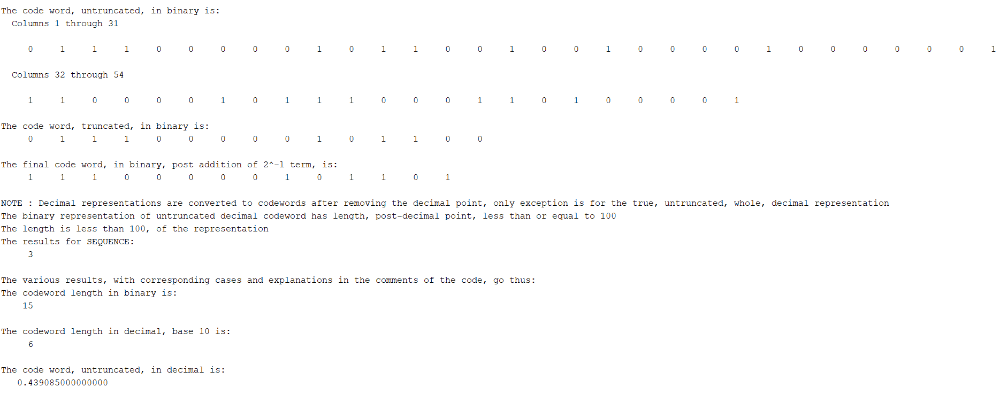 The code word, untruncated, in binary is:
Columns 1 through 31
0 1 1 1 0 0 0 0 0 1 0 1 1 0 0 1 0 0 1 0 0 0 0 1 0 0 0 0 0 0 1
Columns 32 through 54
1 1 0 0 0 0 1 0 1 1 1 0 0 0 1 1 0 1 0 0 0 0 1
The code word, truncated, in binary is:
0 1 1 1 0 0 0 0 0 1 0 1 1 0 0
The final code word, in binary, post addition of 2^-l term, is:
1 1 1 0 0 0 0 0 1 0 1 1 0 1
NOTE : Decimal representations are converted to codewords after removing the decimal point, only exception is for the true, untruncated, whole, decimal representation
The binary representation of untruncated decimal codeword has length, post-decimal point, less than or equal to 100
The length is less than 100, of the representation
The results for SEQUENCE:
3
The various results, with corresponding cases and explanations in the comments of the code, go thus:
The codeword length in binary is:
15
The codeword length in decimal, base 10 is:
6
The code word, untruncated, in decimal is:
0.439085000000000